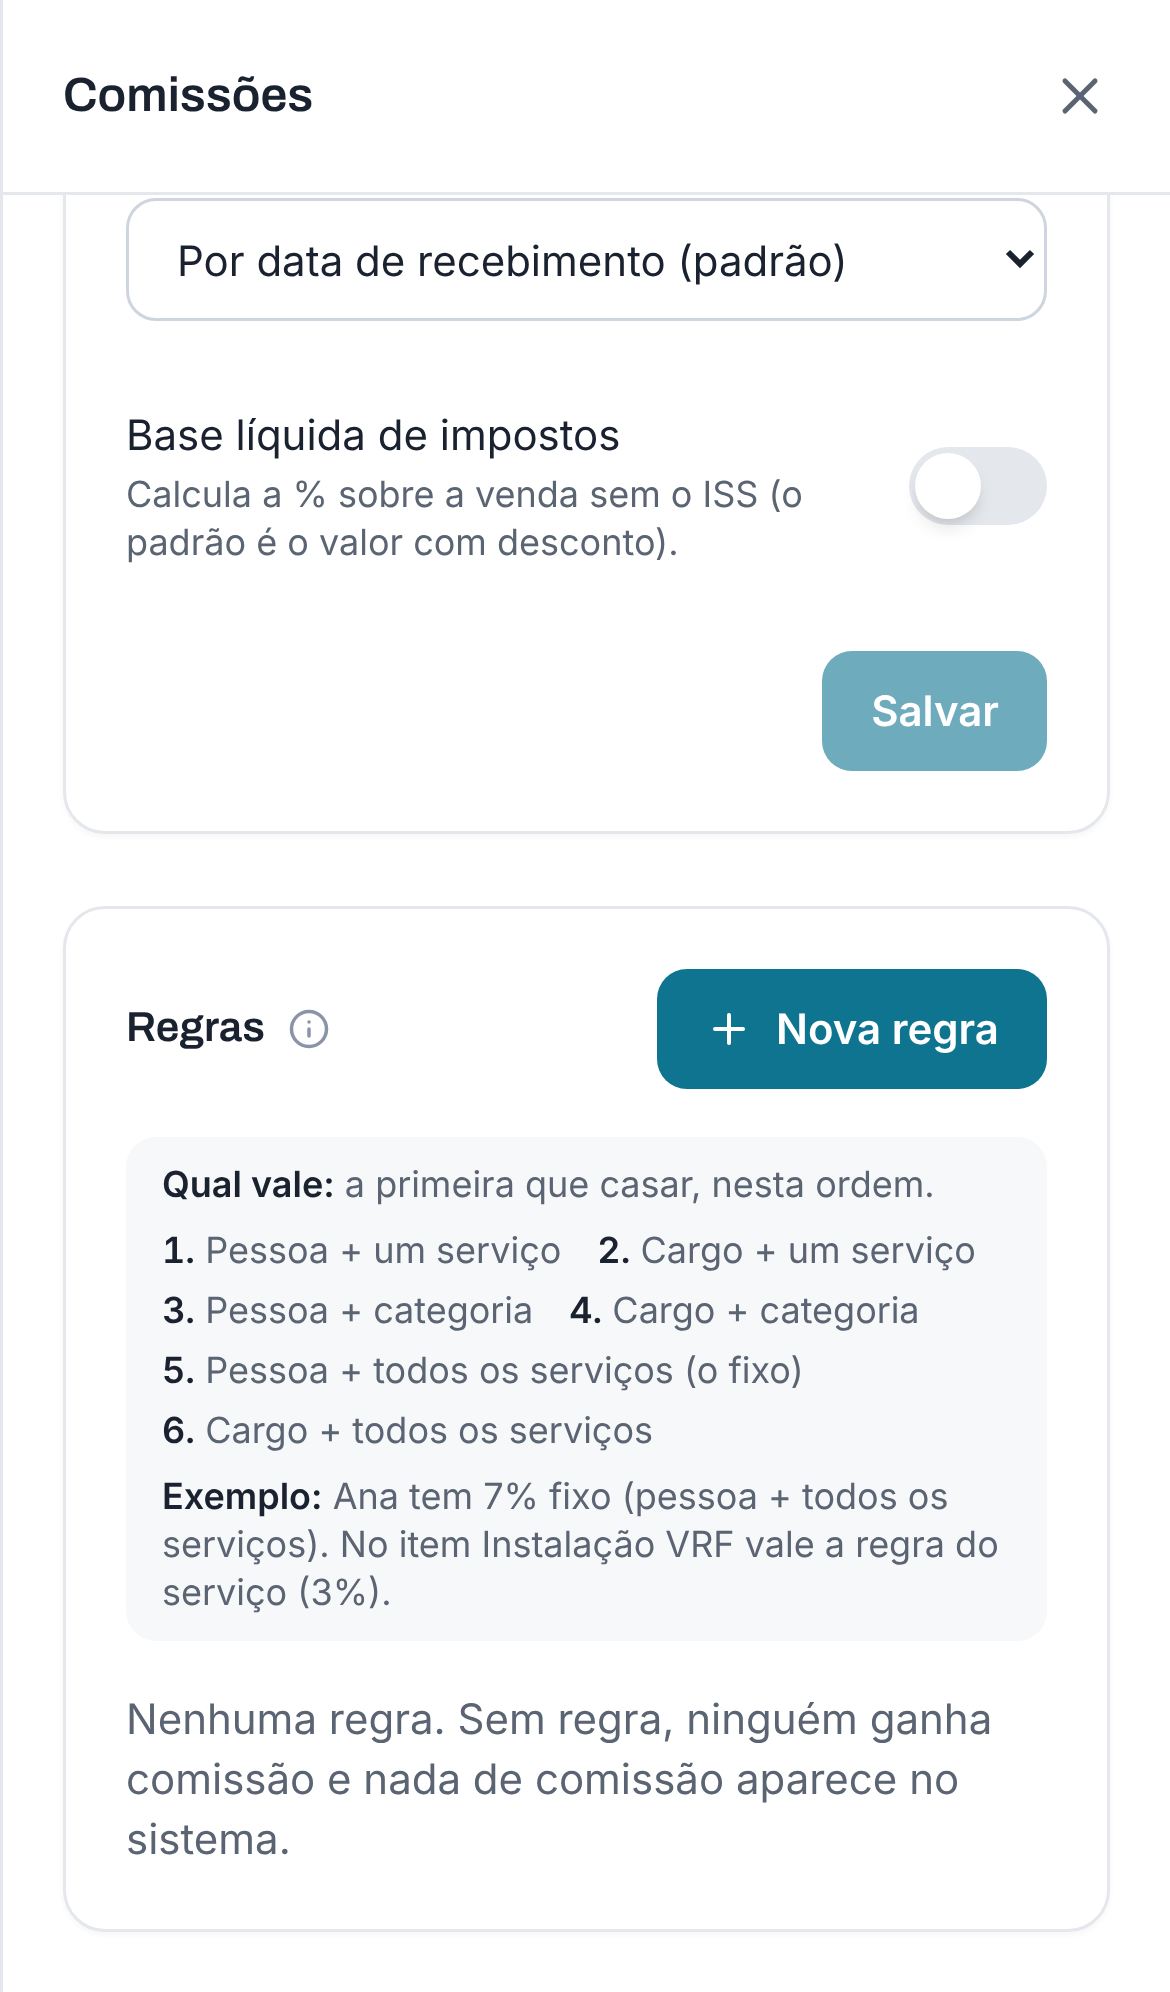 Comissões
Por data de recebimento (padrão)
Base líquida de impostos
Calcula a % sobre a venda sem o ISS (o
padrão é o valor com desconto).
Salvar
Regras
+ Nova regra
Qual vale: a primeira que casar, nesta ordem.
1. Pessoa + um serviço 2. Cargo + um serviço
3. Pessoa + categoria 4. Cargo + categoria
5. Pessoa + todos os serviços (o fixo)
6. Cargo + todos os serviços
Exemplo: Ana tem 7% fixo (pessoa + todos os
serviços). No item Instalação VRF vale a regra do
serviço (3%).
Nenhuma regra. Sem regra, ninguém ganha
comissão e nada de comissão aparece no
sistema.